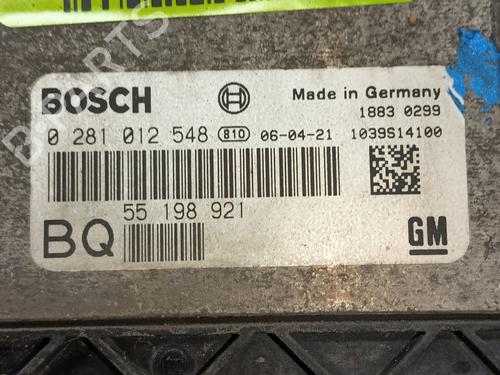 BOSCH
Made in Germany
1883 0299
0 281 012 548 810 06-04-21 1039S14100
55 198 921
BQ
GM